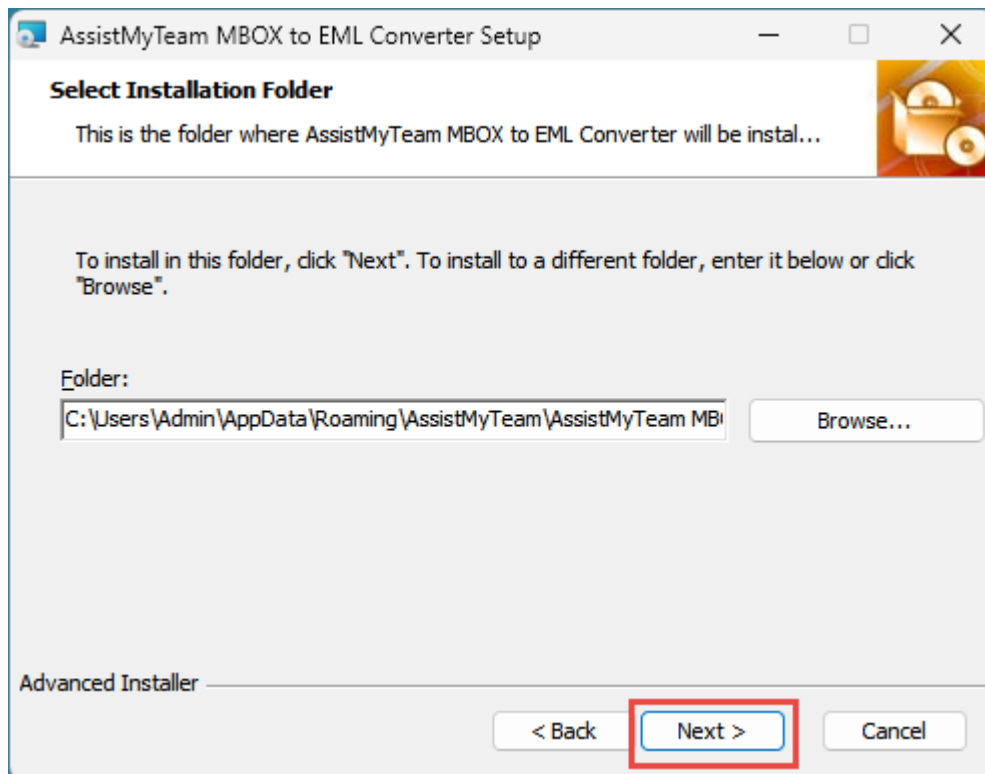 AssistMyTeam MBOX to EML Converter Setup
Select Installation Folder
This is the folder where AssistMyTeam MBOX to EML Converter will be instal...
To install in this folder, click "Next". To install to a different folder, enter it below or click
"Browse".
Folder:
C:\Users\Admin\AppData\Roaming\AssistMyTeam\AssistMyTeam MB
Browse...
Advanced Installer
< Back
Next >
Cancel